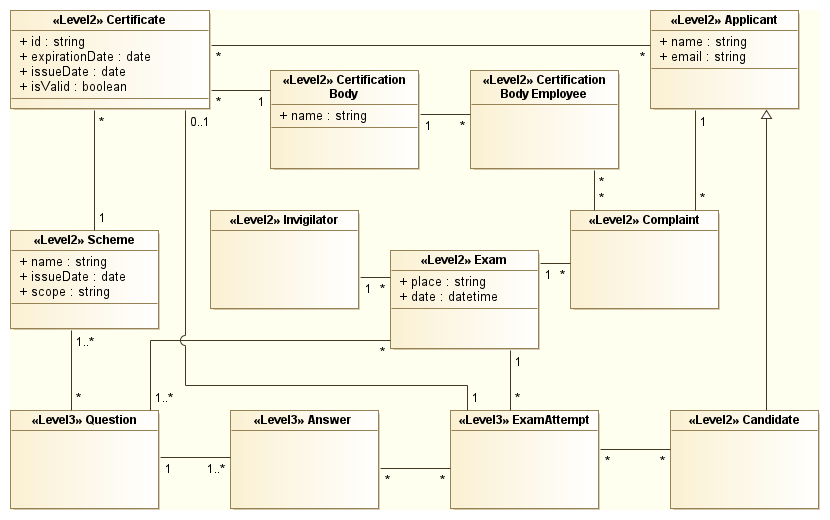 «Level2» Certificate
+ id : string
+ expirationDate : date
+ issueDate : date
+ isValid : boolean
«Level2» Applicant
+ name : string
+ email : string
*
*
*
1
«Level2» Certification
Body
+ name : string
«Level2» Certification
Body Employee
1
*
*
0..1
1
*
*
1
*
*
«Level2» Scheme
+ name : string
+ issueDate : date
+ scope : string
«Level2» Invigilator
«Level2» Complaint
«Level2» Exam
+ place : string
+ date : datetime
1
*
1
*
1..*
*
*
1..*
1
*
1
«Level3» Question
«Level3» Answer
«Level3» ExamAttempt
«Level2» Candidate
1
1..*
*
*
*
*